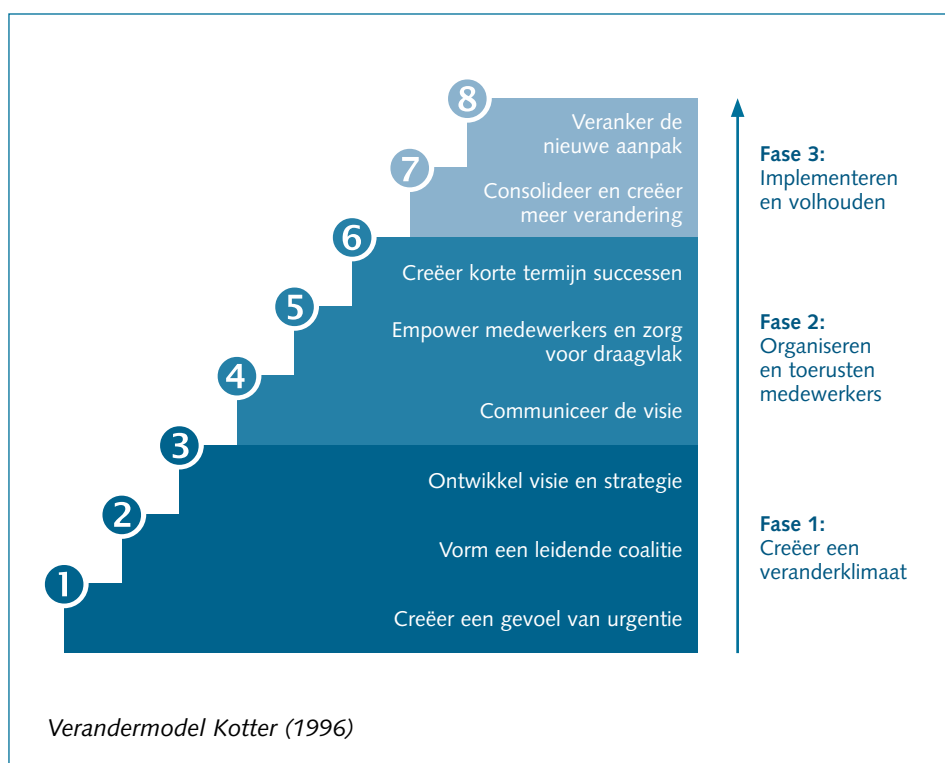 8
Veranker de
nieuwe aanpak
7
Consolideer en creëer
meer verandering
Fase 3:
Implementeren
en volhouden
6
Creëer korte termijn successen
5
Empower medewerkers en zorg
voor draagvlak
4
Communiceer de visie
Fase 2:
Organiseren
en toerusten
medewerkers
3
Ontwikkel visie en strategie
2
Vorm een leidende coalitie
1
Creëer een gevoel van urgentie
Fase 1:
Creëer een
veranderklimaat
Verandermodel Kotter (1996)